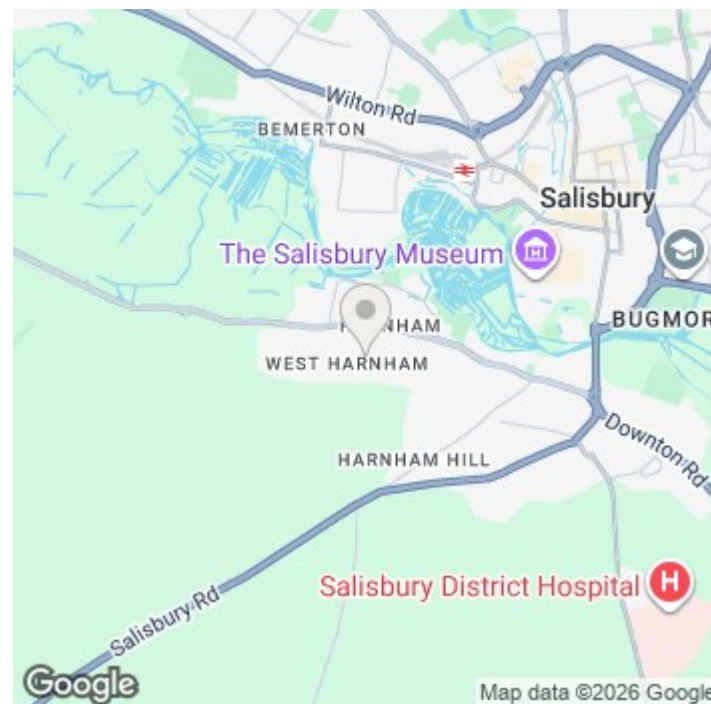 Wilton Rd
BEMERTON
Salisbury
The Salisbury Museum
BUGMOR
WEST HARNHAM
HARNHAM HILL
Downton Rd
Salisbury District Hospital
H
Salisbury Rd
Google
Map data ©2026 Google